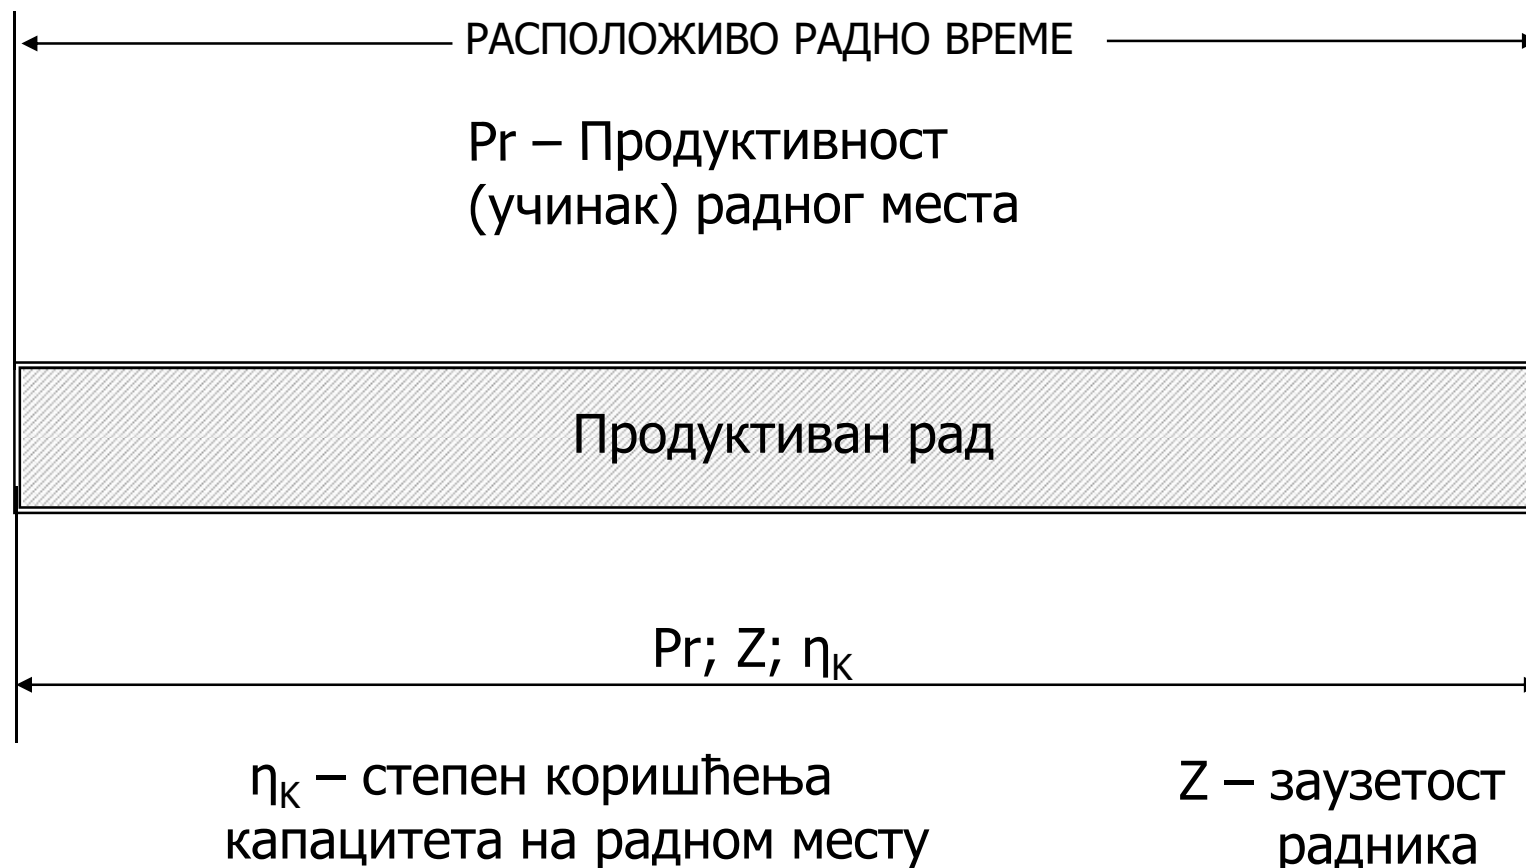 РАСПОЛОЖИВО РАДНО ВРЕМЕ
Pr – Продуктивност
(учинак) радног места
Продуктиван рад
Pr; Z; ηK
ηK – степен коришћења
капацитета на радном месту
Z – заузетост
радника